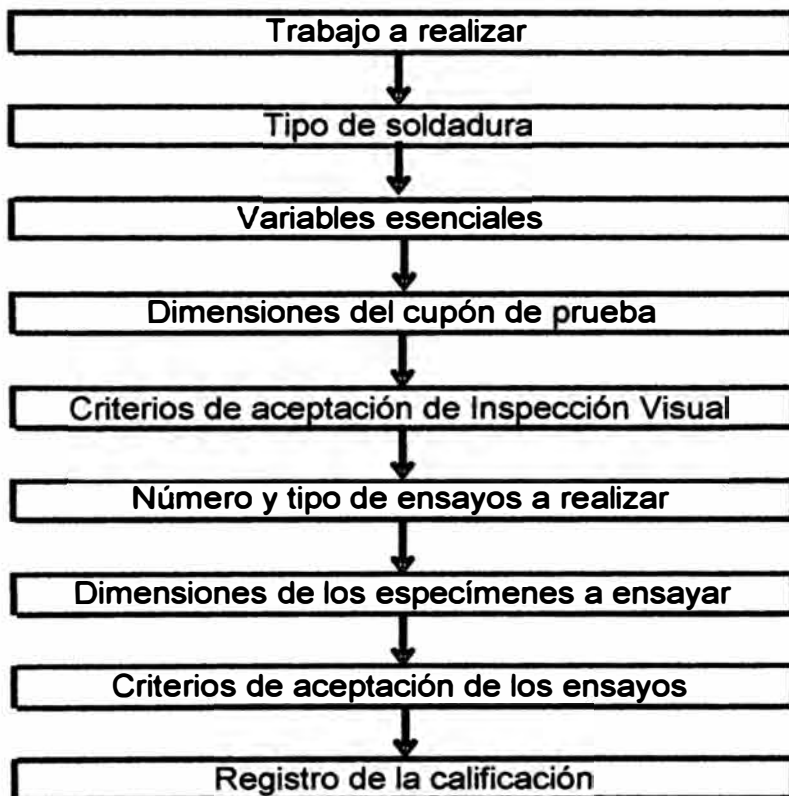 Trabajo a realizar
Tipo de soldadura
Variables esenciales
Dimensiones del cupón de prueba
Criterios de aceptación de Inspección Visual
Número y tipo de ensayos a realizar
Dimensiones de los especímenes a ensayar
Criterios de aceptación de los ensayos
Registro de la calificación